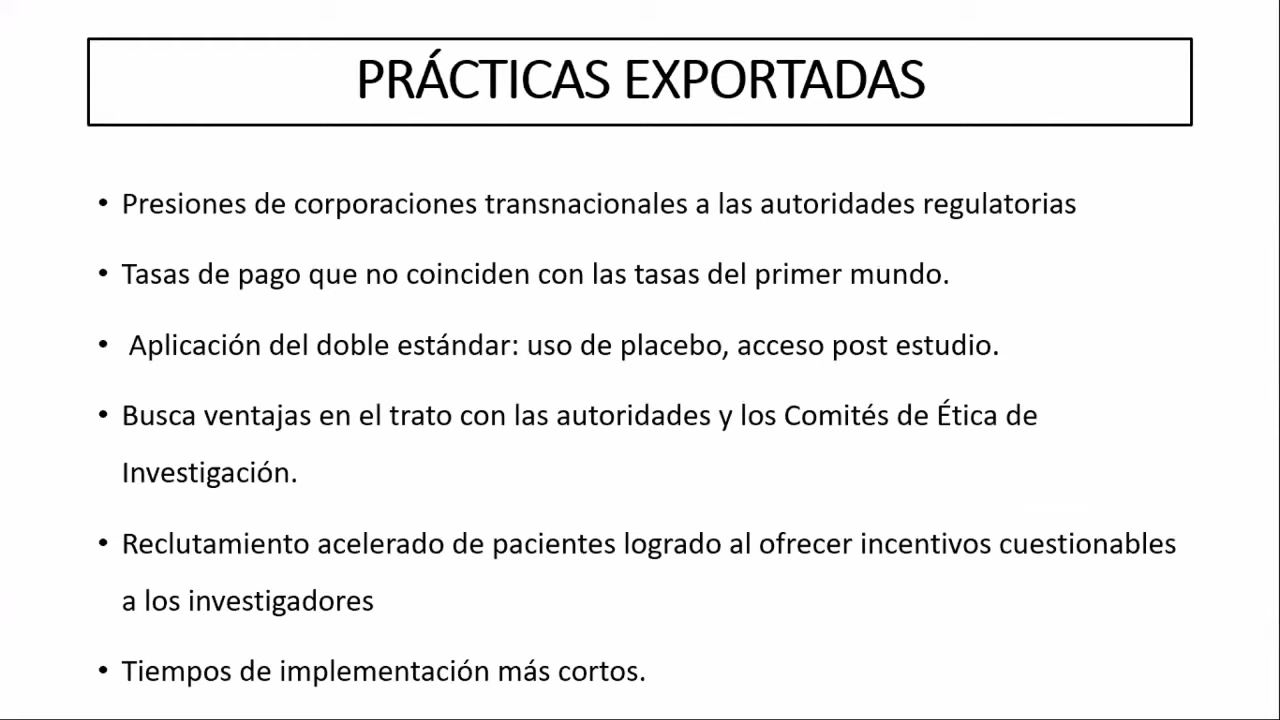 PRÁCTICAS EXPORTADAS
• Presiones de corporaciones transnacionales a las autoridades regulatorias
• Tasas de pago que no coinciden con las tasas del primer mundo.
• Aplicación del doble estándar: uso de placebo, acceso post estudio.
• Busca ventajas en el trato con las autoridades y los Comités de Ética de
Investigación.
• Reclutamiento acelerado de pacientes logrado al ofrecer incentivos cuestionables
a los investigadores
• Tiempos de implementación más cortos.